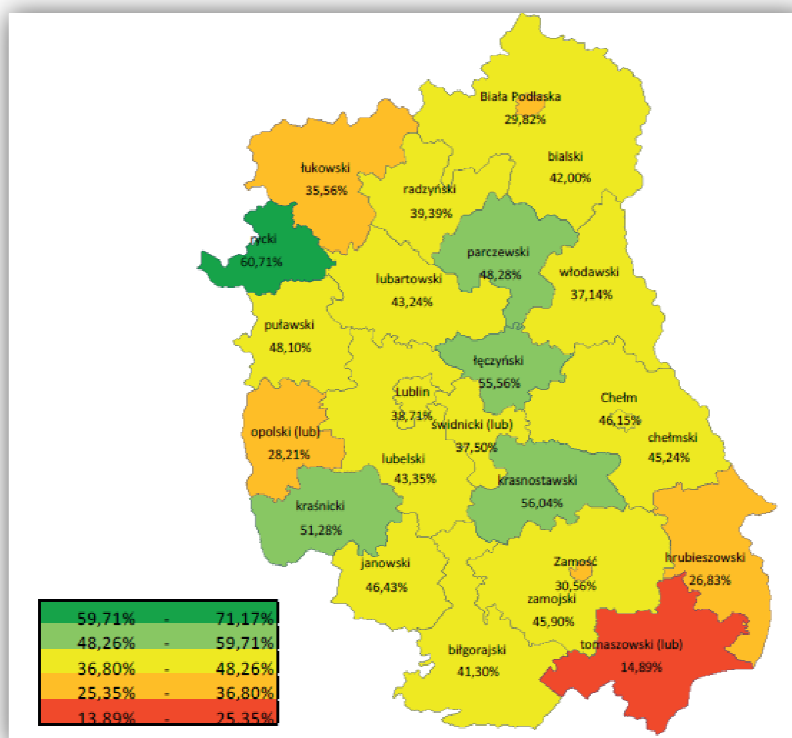 Biała Podlaska
29,82%
bialski
42,00%
łukowski
35,56%
radzyński
39,39%
rycki
60,71%
parczewski
48,28%
włodawski
37,14%
lubartowski
43,24%
puławski
48,10%
łęczyński
55,56%
Lublin
38,71%
świdnicki (lub)
37,50%
Chełm
46,15%
chełmski
45,24%
opolski (lub)
28,21%
lubelski
43,35%
krasnostawski
56,04%
kraśnicki
51,28%
janowski
46,43%
Zamość
30,56%
zamojski
45,90%
hrubieszowski
26,83%
biłgorajski
41,30%
tomaszowski (lub)
14,89%
59,71% - 71,17%
48,26% - 59,71%
36,80% - 48,26%
25,35% - 36,80%
13,89% - 25,35%